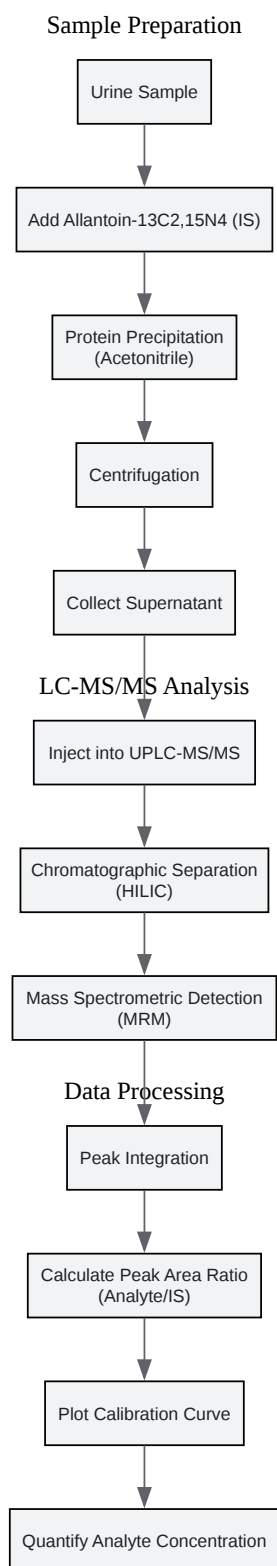 Sample Preparation
Urine Sample
Add Allantoin-13C2,15N4 (IS)
Protein Precipitation
(Acetonitrile)
Centrifugation
Collect Supernatant
LC-MS/MS Analysis
Inject into UPLC-MS/MS
Chromatographic Separation
(HILIC)
Mass Spectrometric Detection
(MRM)
Data Processing
Peak Integration
Calculate Peak Area Ratio
(Analyte/IS)
Plot Calibration Curve
Quantify Analyte Concentration